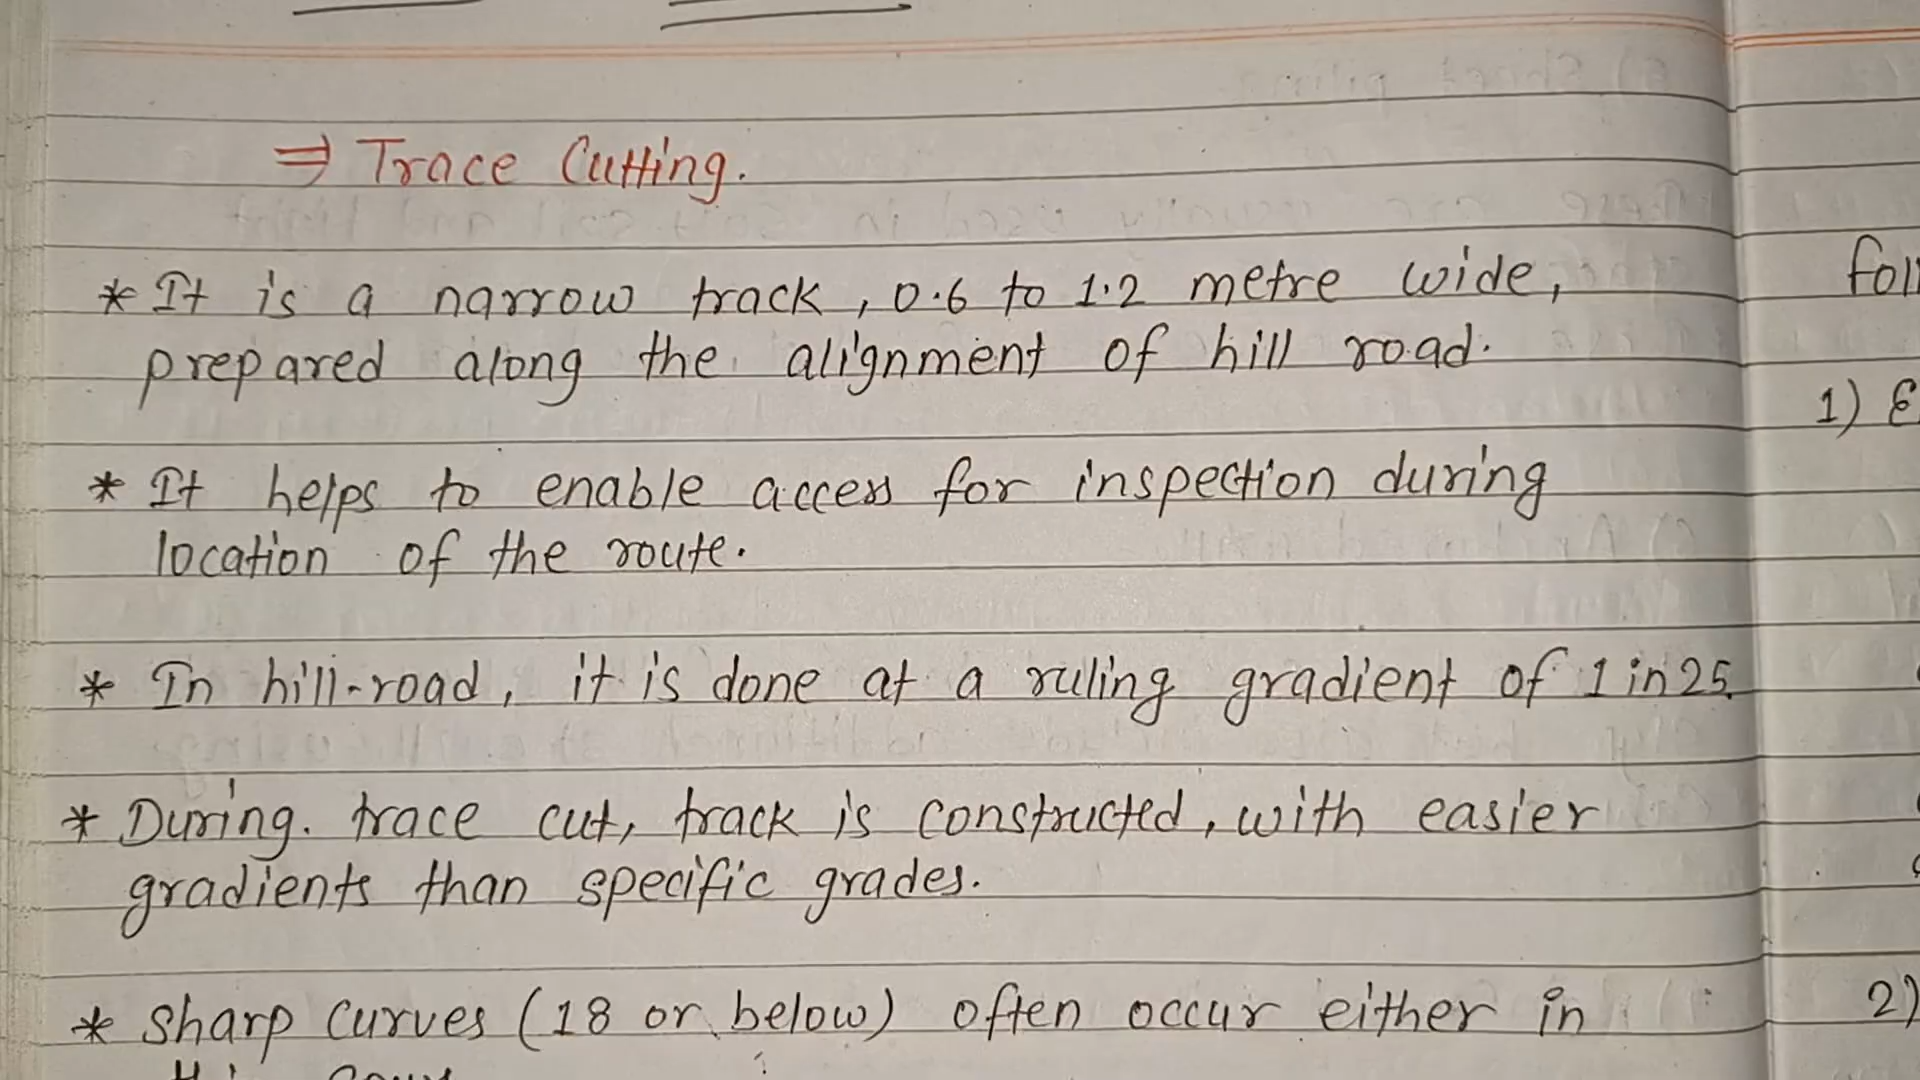 ⇒ Trace Cutting.
* It is a narrow track, 0.6 to 1.2 metre wide,
prepared along the alignment of hill road.
* It helps to enable access for inspection during
location of the route.
* In hill-road, it is done at a ruling gradient of 1 in 25.
* During. trace cut, track is constructed, with easier
gradients than specific grades.
* Sharp curves (18 or below) often occur either in
1)
2)